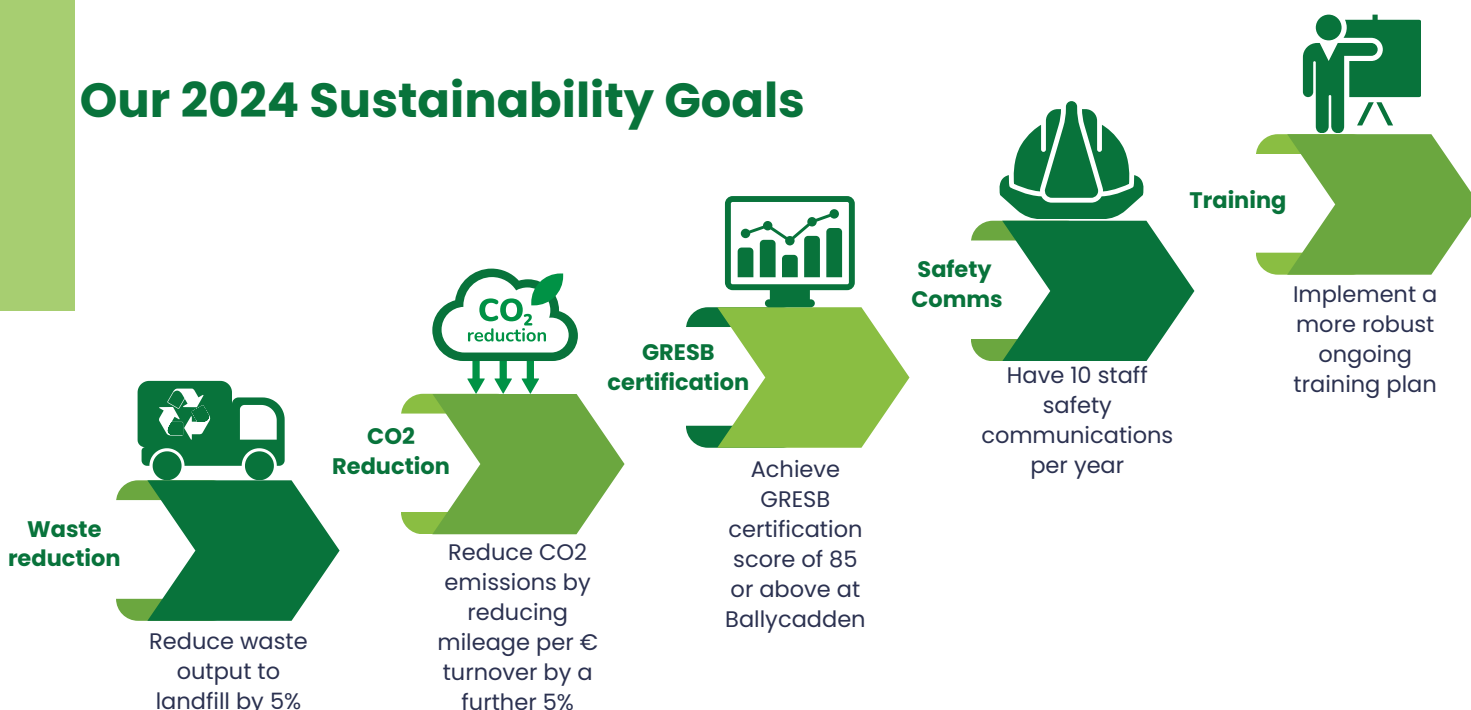 Our 2024 Sustainability Goals
Waste
reduction
Reduce waste
output to
landfill by 5%
CO2
reduction
CO2
Reduction
Reduce CO2
emissions by
reducing
mileage per €
turnover by a
further 5%
GRESB
certification
Achieve
GRESB
certification
score of 85
or above at
Ballycadden
Safety
Comms
Have 10 staff
safety
communications
per year
Training
Implement a
more robust
ongoing
training plan